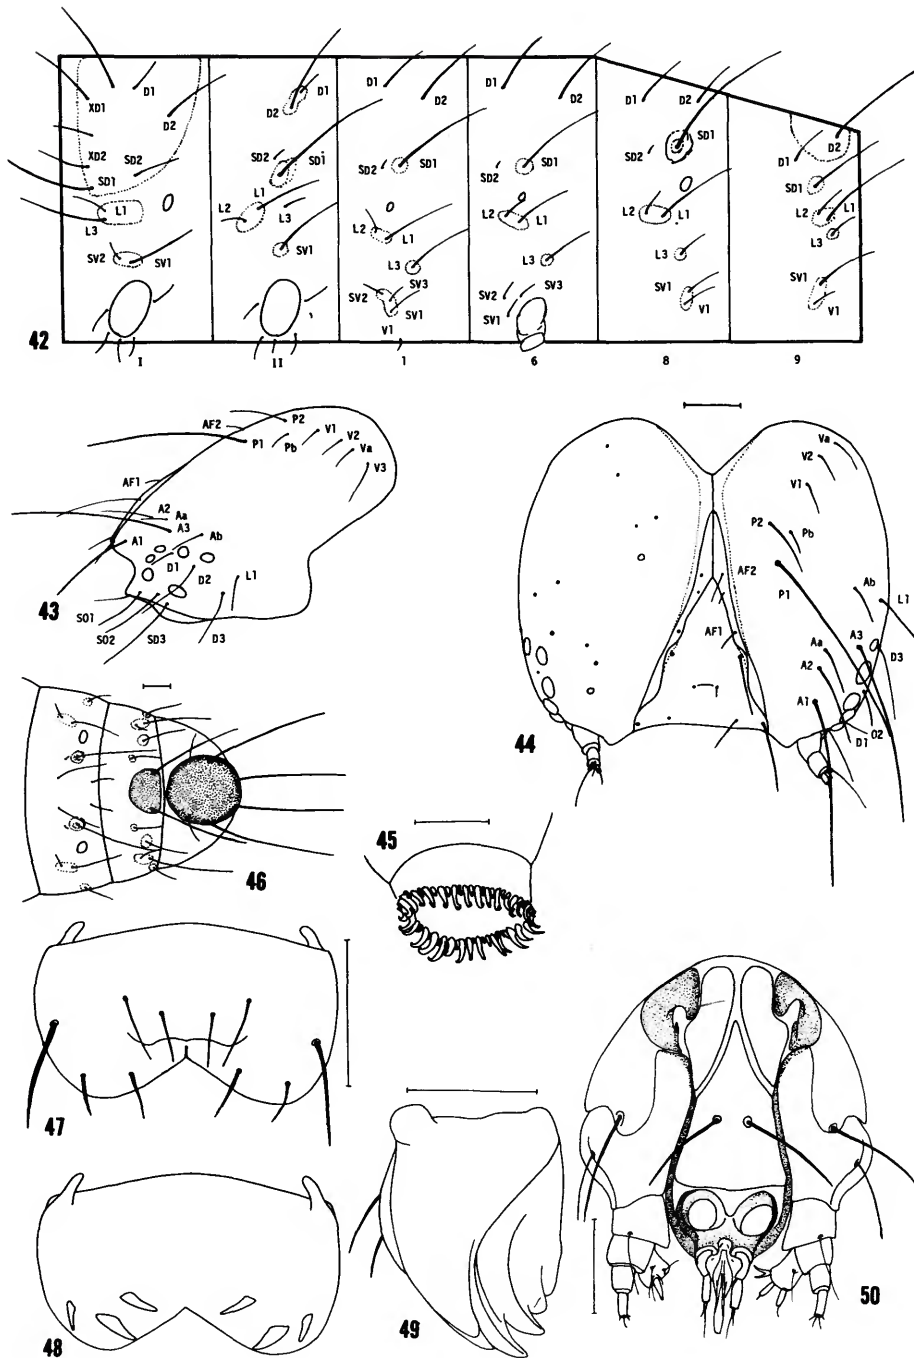 D1 D1 D1 D1 D1 D2
XD1 D2 D2 D2 D2 D2
XD2 SD2 SD2 SD1 SD2 SD1 SD2 SD1 SD2 D1
SD1 L1 L2 L1 L3 L2 L1 L2 L1 L2 L1 SD1
L3 L3 L3 L3 L2 L1
SV2 SV1 SV1 SV2 SV3 SV2 SV3 SV1 L3
SV1 SV1 SV1
V1 V1 V1
42 I II 1 6 8 9
AF2 P2 V1
P1 Pb V2
Va
AF1 V3
A2 Aa
A3 Ab
A1
D1 D2 L1
43
SO1
SO2 SD3 D3
Va
V2
V1
P2 Pb
AF2
P1 Ab L1
AF1
Aa A3 D3
A2
A1
O2
D1
44
45
46
47
48
49
50